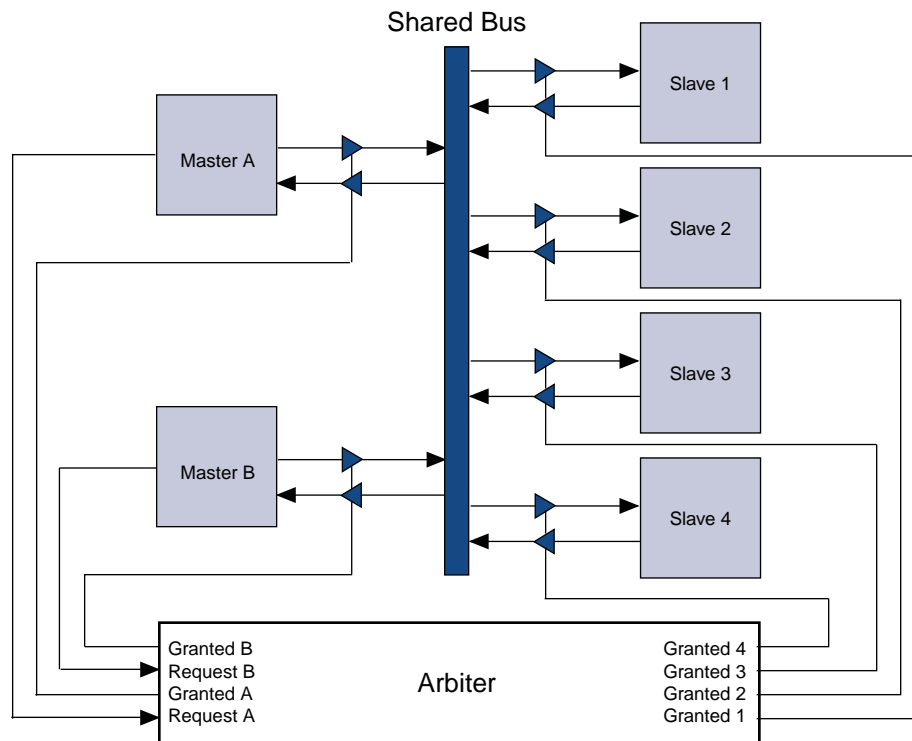 Shared Bus
Slave 1
Master A
Slave 2
Slave 3
Master B
Slave 4
Granted B
Request B
Granted A
Request A
Arbiter
Granted 4
Granted 3
Granted 2
Granted 1